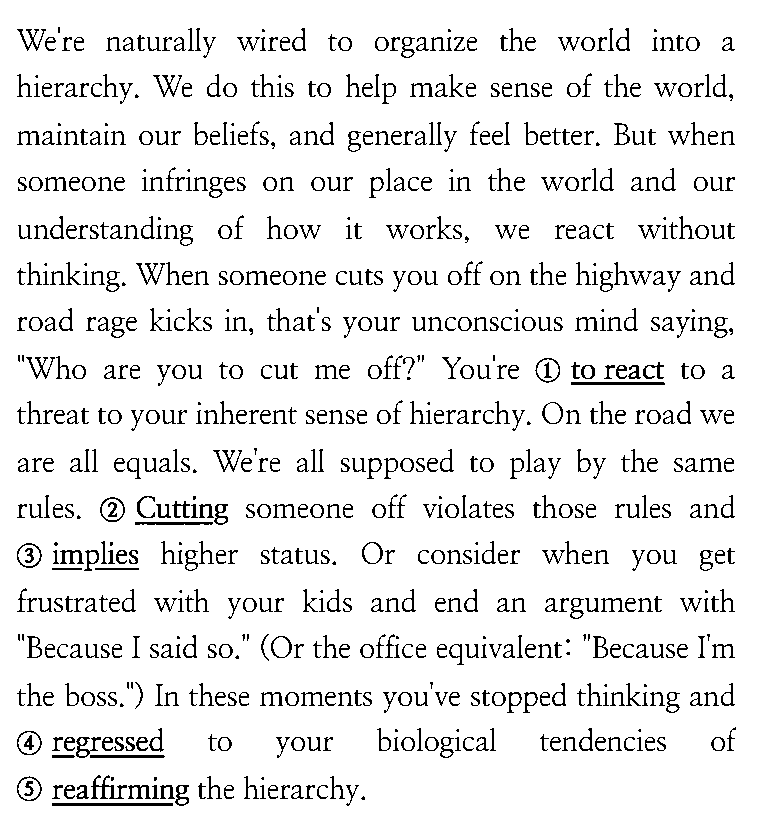 We're naturally wired to organize the world into a
hierarchy. We do this to help make sense of the world,
maintain our beliefs, and generally feel better. But when
someone infringes on our place in the world and our
understanding of how it works, we react without
thinking. When someone cuts you off on the highway and
road rage kicks in, that's your unconscious mind saying,
"Who are you to cut me off?" You're ① to react to a
threat to your inherent sense of hierarchy. On the road we
are all equals. We're all supposed to play by the same
rules. ② Cutting someone off violates those rules and
③ implies higher status. Or consider when you get
frustrated with your kids and end an argument with
"Because I said so." (Or the office equivalent: "Because I'm
the boss.") In these moments you've stopped thinking and
④ regressed to your biological tendencies of
⑤ reaffirming the hierarchy.